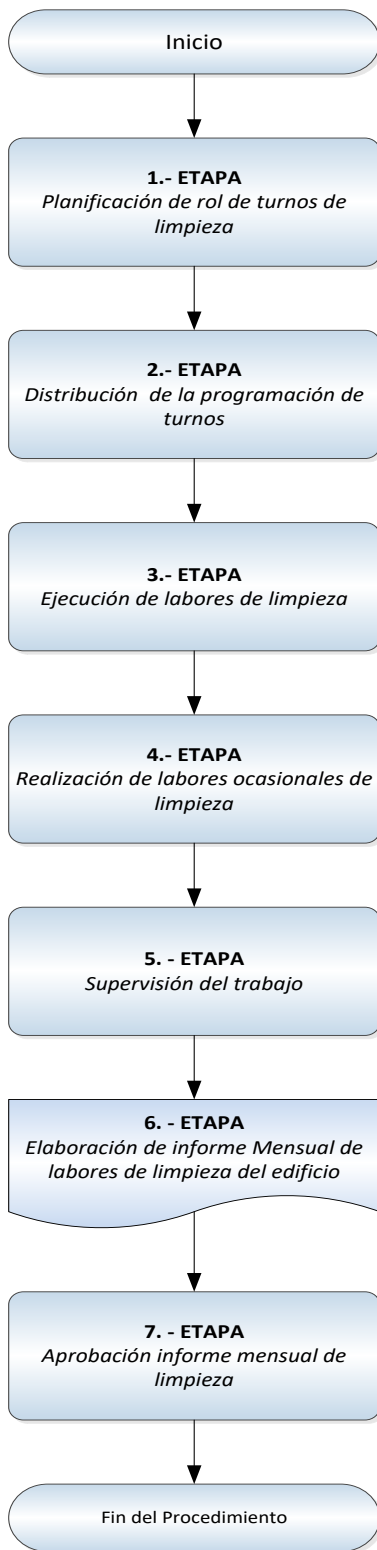 Inicio
1.- ETAPA
Planificación de rol de turnos de
limpieza
2.- ETAPA
Distribución  de la programación de
turnos
3.- ETAPA
Ejecución de labores de limpieza
4.- ETAPA
Realización de labores ocasionales de
limpieza
5. - ETAPA
Supervisión del trabajo
6. - ETAPA
Elaboración de informe Mensual de
labores de limpieza del edificio
7. - ETAPA
Aprobación informe mensual de
limpieza
Fin del Procedimiento